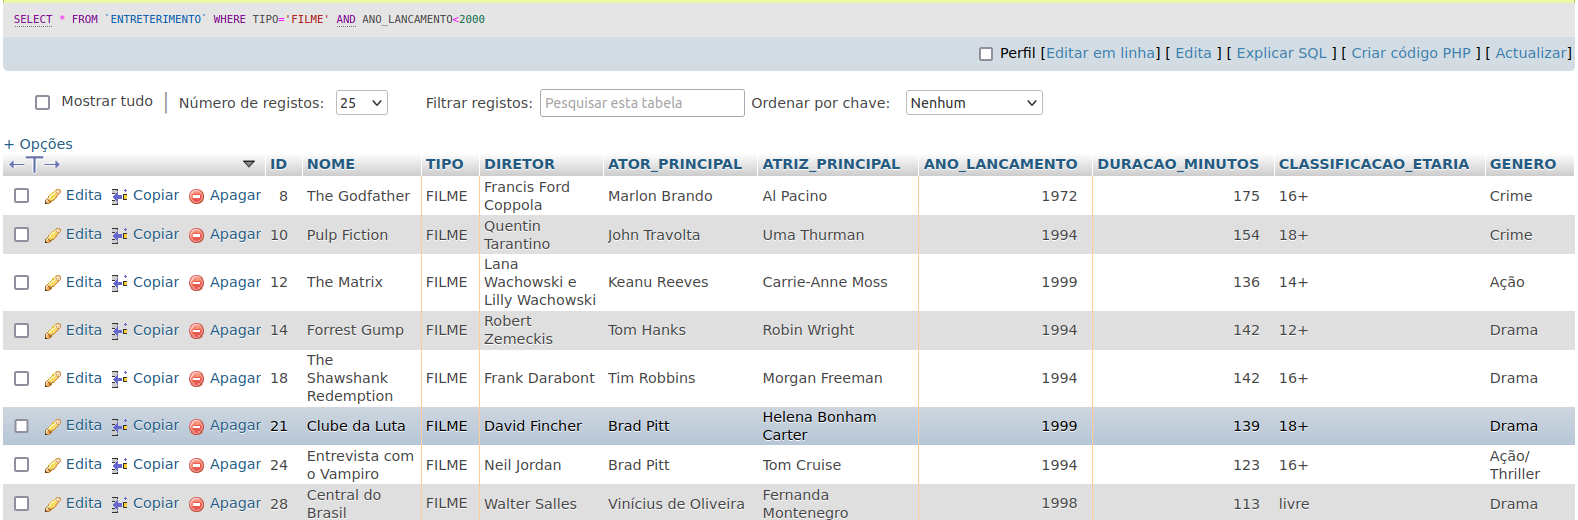 SELECT * FROM `ENTRETERIMENTO` WHERE TIPO='FILME' AND ANO_LANCAMENTO<2000
Perfil [Editar em linha] [ Edita ] [ Explicar SQL ] [ Criar código PHP ] [ Actualizar]
Mostrar tudo | Número de registos: 25 Filtrar registos: Pesquisar esta tabela Ordenar por chave: Nenhum
+ Opções
←T→ ID NOME TIPO DIRETOR ATOR_PRINCIPAL ATRIZ_PRINCIPAL ANO_LANCAMENTO DURACAO_MINUTOS CLASSIFICACAO_ETARIA GENERO
Edita Copiar Apagar 8 The Godfather FILME Francis Ford Coppola Marlon Brando Al Pacino 1972 175 16+ Crime
Edita Copiar Apagar 10 Pulp Fiction FILME Quentin Tarantino John Travolta Uma Thurman 1994 154 18+ Crime
Edita Copiar Apagar 12 The Matrix FILME Lana Wachowski e Lilly Wachowski Keanu Reeves Carrie-Anne Moss 1999 136 14+ Ação
Edita Copiar Apagar 14 Forrest Gump FILME Robert Zemeckis Tom Hanks Robin Wright 1994 142 12+ Drama
Edita Copiar Apagar 18 The Shawshank Redemption FILME Frank Darabont Tim Robbins Morgan Freeman 1994 142 16+ Drama
Edita Copiar Apagar 21 Clube da Luta FILME David Fincher Brad Pitt Helena Bonham Carter 1999 139 18+ Drama
Edita Copiar Apagar 24 Entrevista com o Vampiro FILME Neil Jordan Brad Pitt Tom Cruise 1994 123 16+ Ação/ Thriller
Edita Copiar Apagar 28 Central do Brasil FILME Walter Salles Vinícius de Oliveira Fernanda Montenegro 1998 113 livre Drama